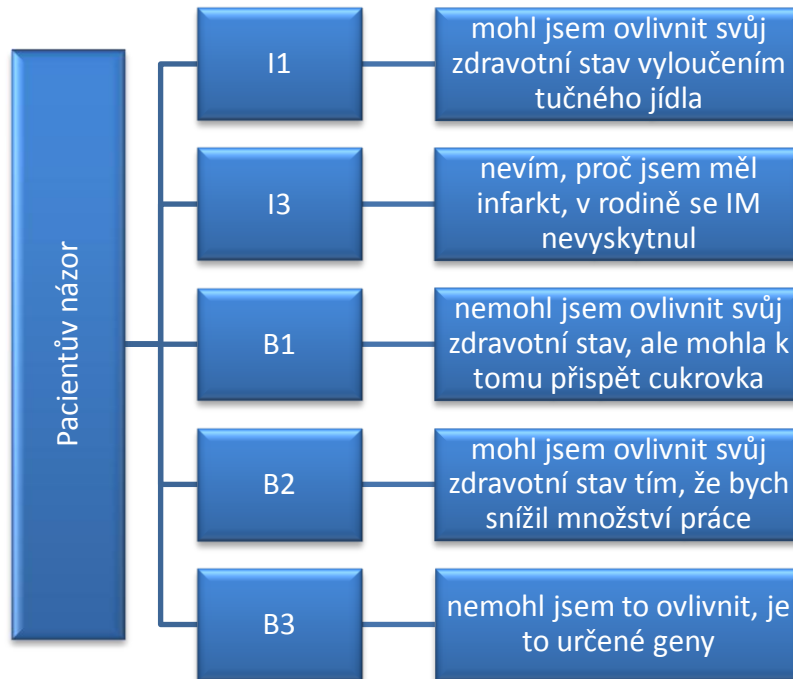 Pacientův názor
I1
mohl jsem ovlivnit svůj
zdravotní stav vyloučením
tučného jídla
I3
nevím, proč jsem měl
infarkt, v rodině se IM
nevyskytnul
B1
nemohl jsem ovlivnit svůj
zdravotní stav, ale mohla k
tomu přispět cukrovka
B2
mohl jsem ovlivnit svůj
zdravotní stav tím, že bych
snížil množství práce
B3
nemohl jsem to ovlivnit, je
to určené geny